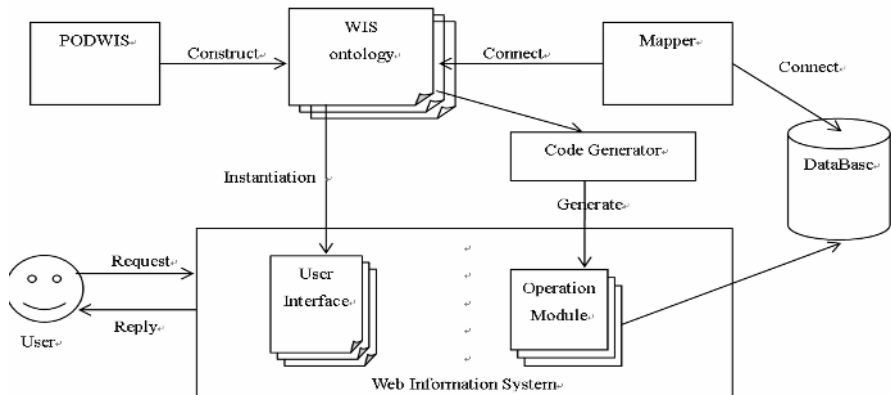 PODWIS
Construct
WIS
ontology
Connect
Mapper
Connect
Code Generator
DataBase
Instantiation
Generate
Request
User
Interface
Operation
Module
Reply
User
Web Information System